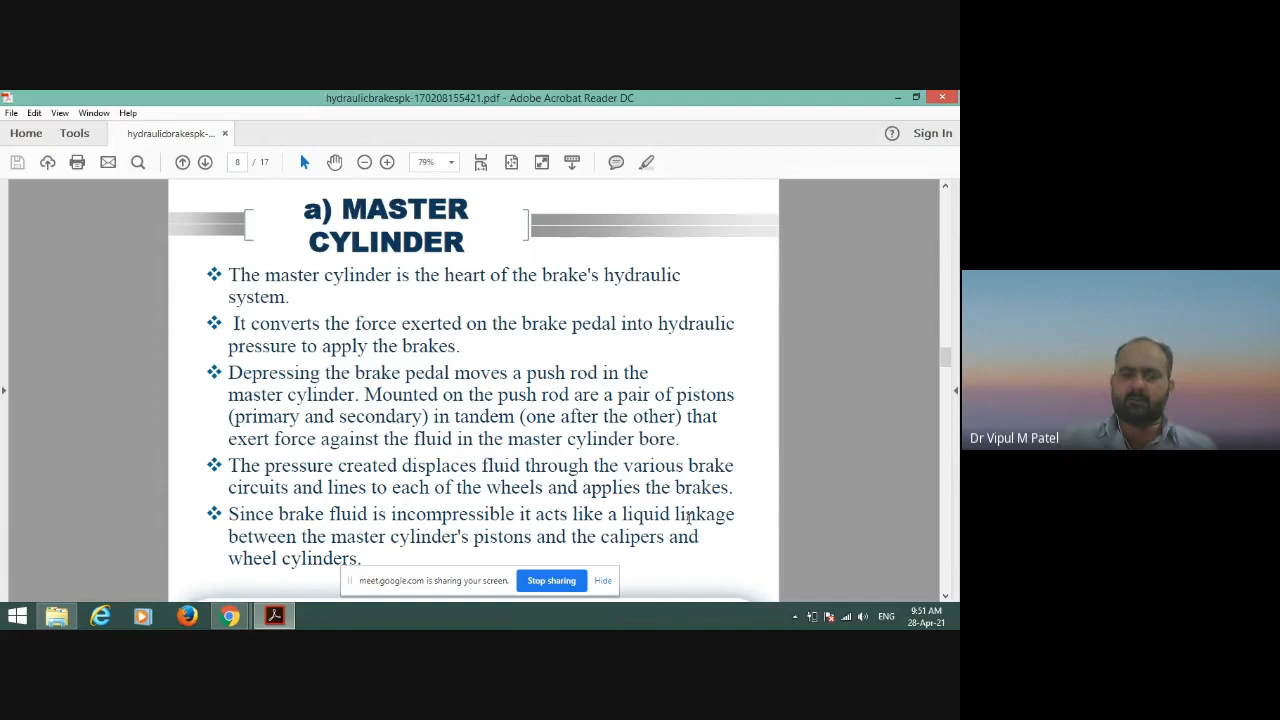 hydraulicbrakespk-170208155421.pdf - Adobe Acrobat Reader DC
File Edit View Window Help
Home Tools hydraulicbrakespk-... × Sign In
8 / 17 79%
a) MASTER
CYLINDER
The master cylinder is the heart of the brake's hydraulic
system.
It converts the force exerted on the brake pedal into hydraulic
pressure to apply the brakes.
Depressing the brake pedal moves a push rod in the
master cylinder. Mounted on the push rod are a pair of pistons
(primary and secondary) in tandem (one after the other) that
exert force against the fluid in the master cylinder bore.
The pressure created displaces fluid through the various brake
circuits and lines to each of the wheels and applies the brakes.
Since brake fluid is incompressible it acts like a liquid linkage
between the master cylinder's pistons and the calipers and
wheel cylinders.
meet.google.com is sharing your screen. Stop sharing Hide
ENG
9:51 AM
28-Apr-21
Dr Vipul M Patel